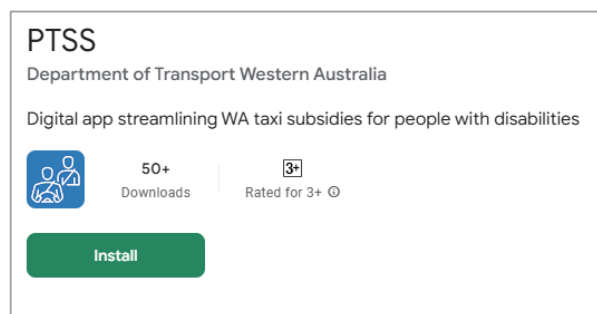 PTSS
Department of Transport Western Australia
Digital app streamlining WA taxi subsidies for people with disabilities
50+
Downloads
3+
Rated for 3+
Install